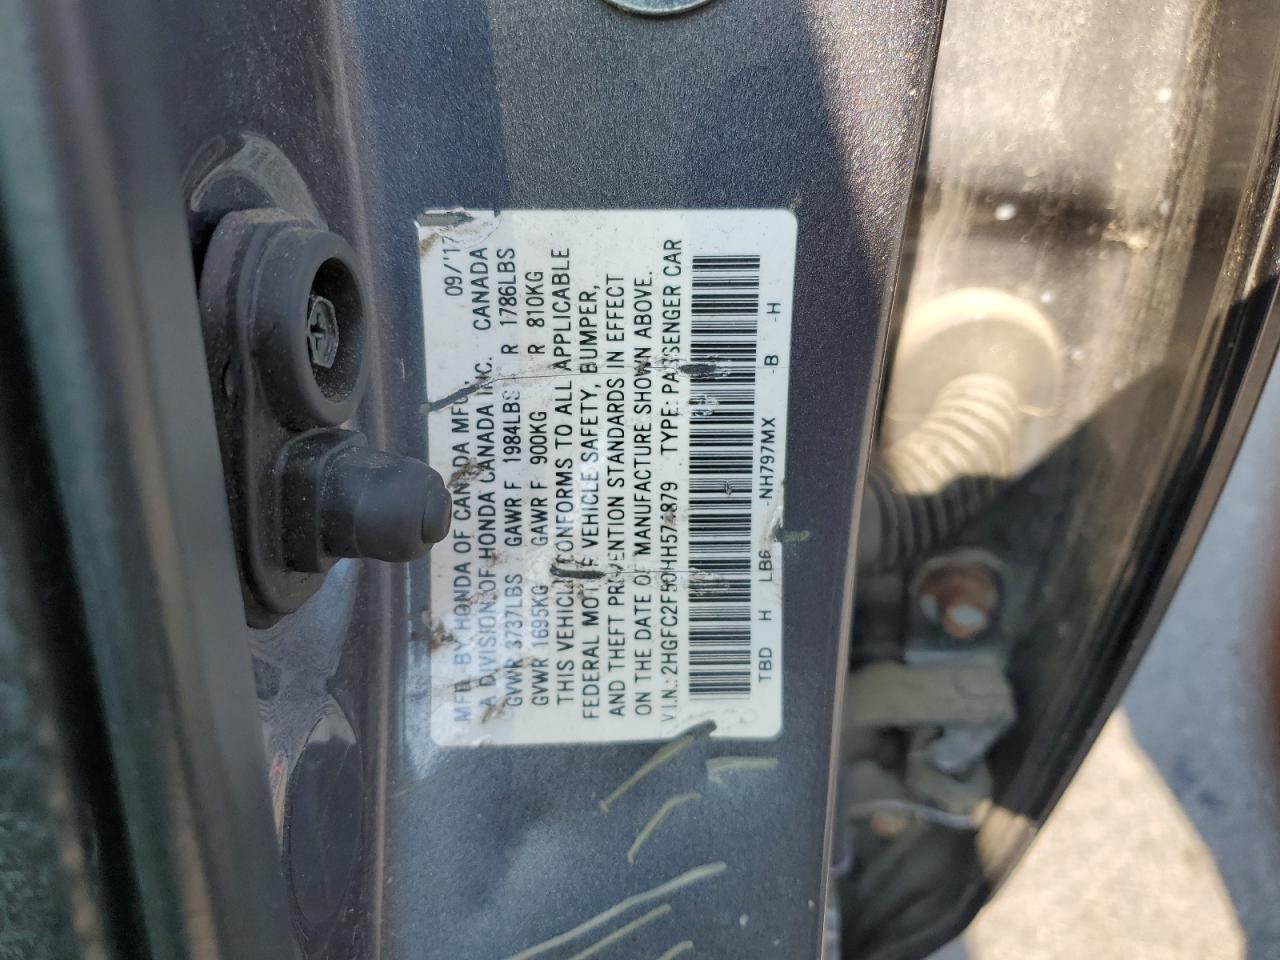 09/'17
MFD BY HONDA OF CANADA MFG.
A DIVISION OF HONDA CANADA INC. CANADA
GVWR 3737LBS GAWR F 1984LBS R 1786LBS
GVWR 1695KG GAWR F 900KG R 810KG
THIS VEHICLE CONFORMS TO ALL APPLICABLE
FEDERAL MOTOR VEHICLE SAFETY, BUMPER,
AND THEFT PREVENTION STANDARDS IN EFFECT
ON THE DATE OF MANUFACTURE SHOWN ABOVE.
V.I.N.: 2HGFC2F50HH574879 TYPE: PASSENGER CAR
TBD H LB6 -NH797MX -B -H